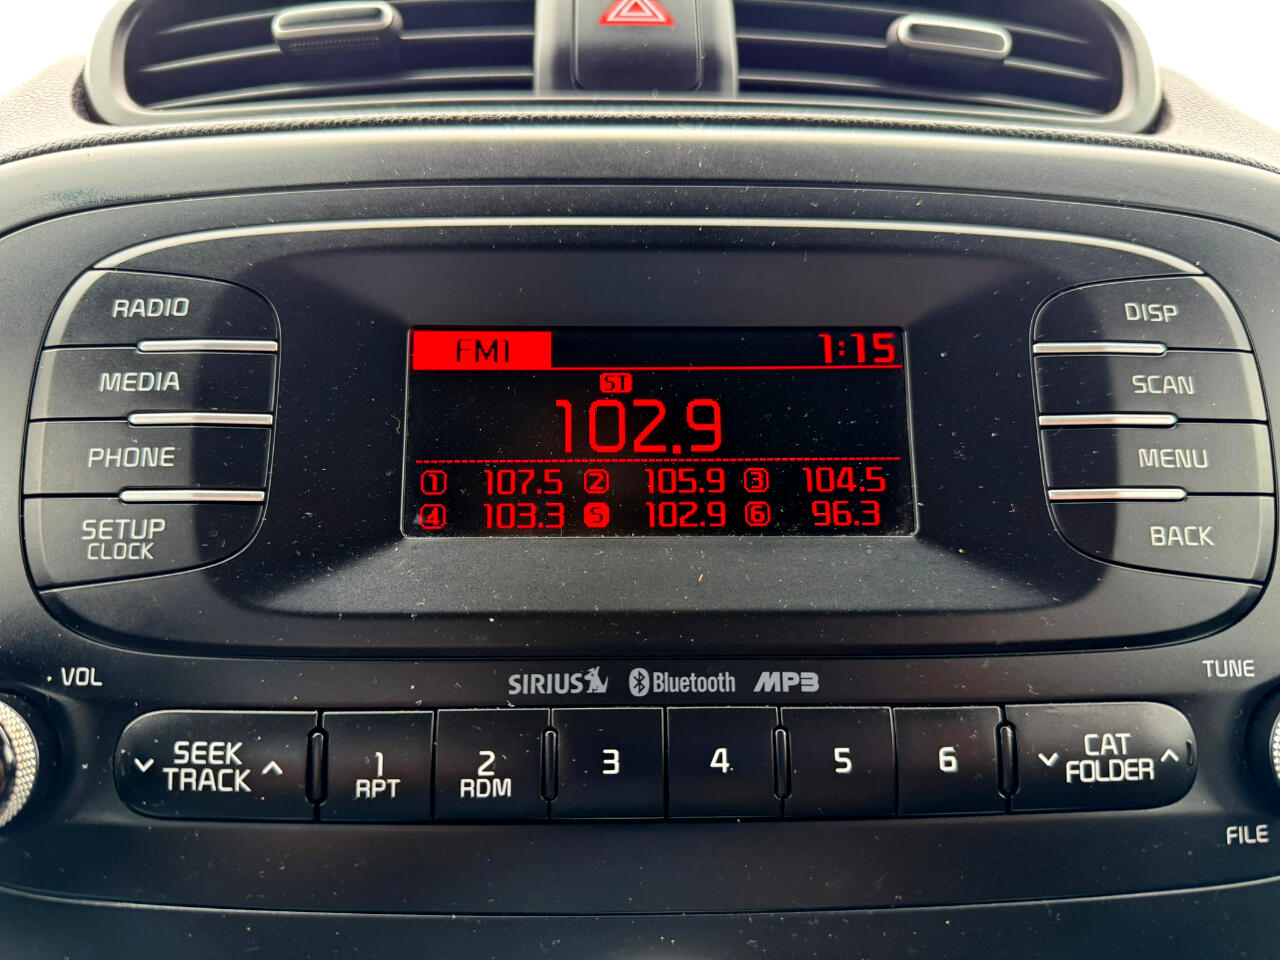 RADIO
MEDIA
PHONE
SETUP
CLOCK
FM1 1:15
ST
102.9
1 107.5 2 105.9 3 104.5
4 103.3 5 102.9 6 96.3
DISP
SCAN
MENU
BACK
VOL
SIRIUS Bluetooth MP3
TUNE
SEEK
TRACK
1
RPT
2
RDM
3
4
5
6
CAT
FOLDER
FILE